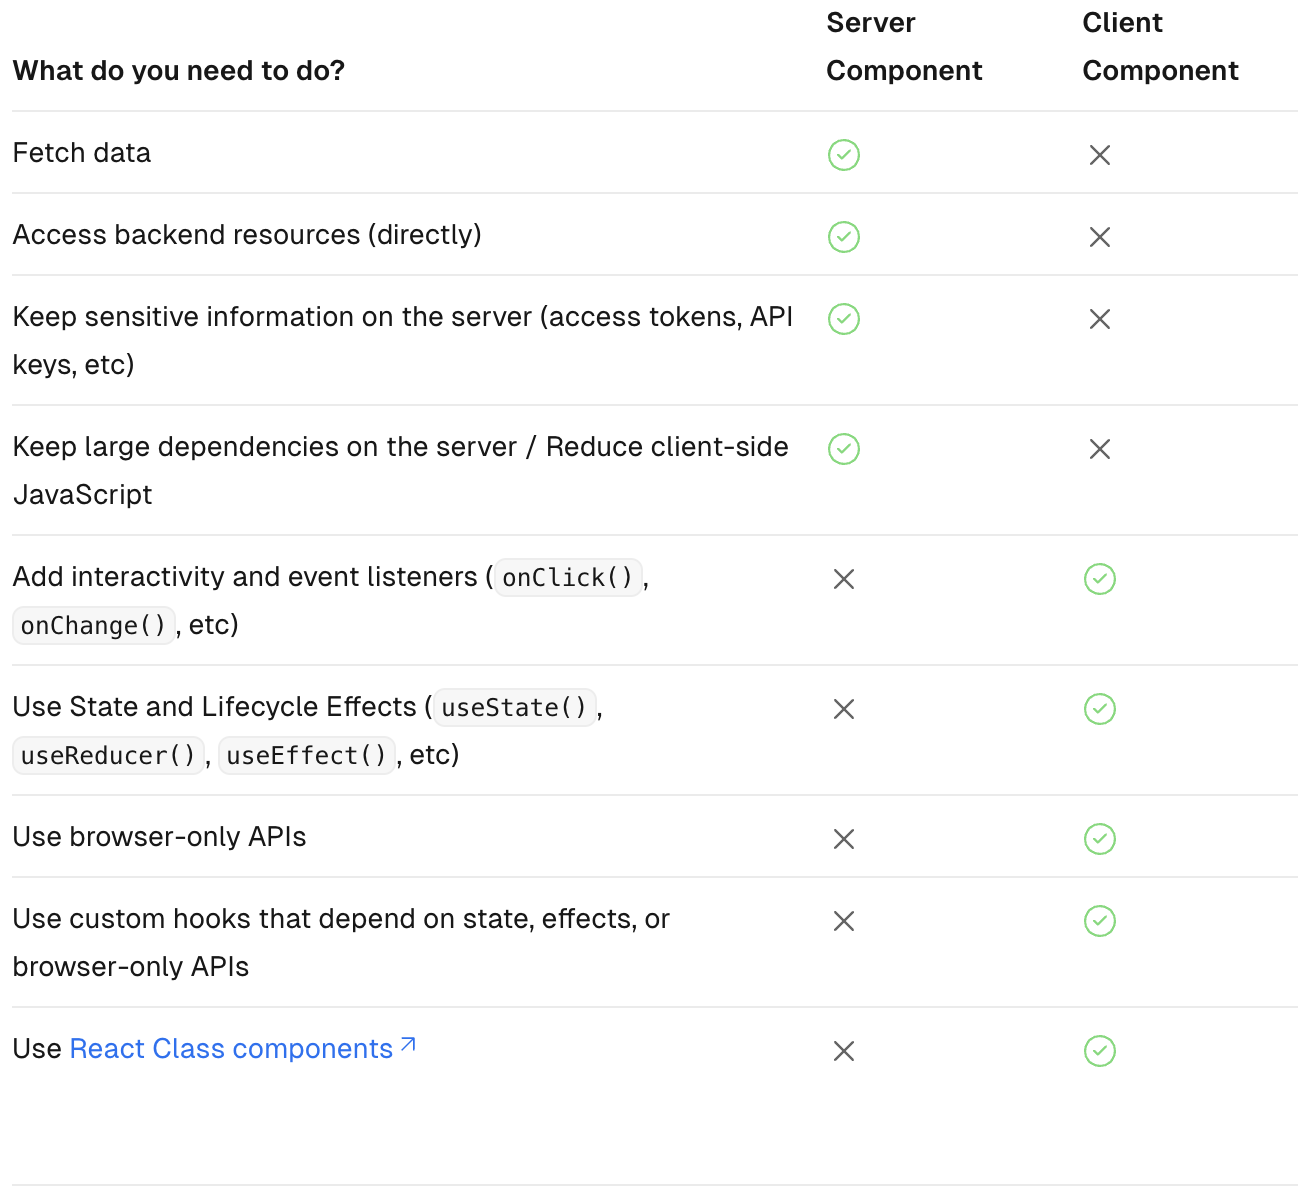 Server Client
What do you need to do? Component Component
Fetch data
Access backend resources (directly)
Keep sensitive information on the server (access tokens, API
keys, etc)
Keep large dependencies on the server / Reduce client-side
JavaScript
Add interactivity and event listeners (onClick(),
onChange(), etc)
Use State and Lifecycle Effects (useState(),
useReducer(), useEffect(), etc)
Use browser-only APIs
Use custom hooks that depend on state, effects, or
browser-only APIs
Use React Class components